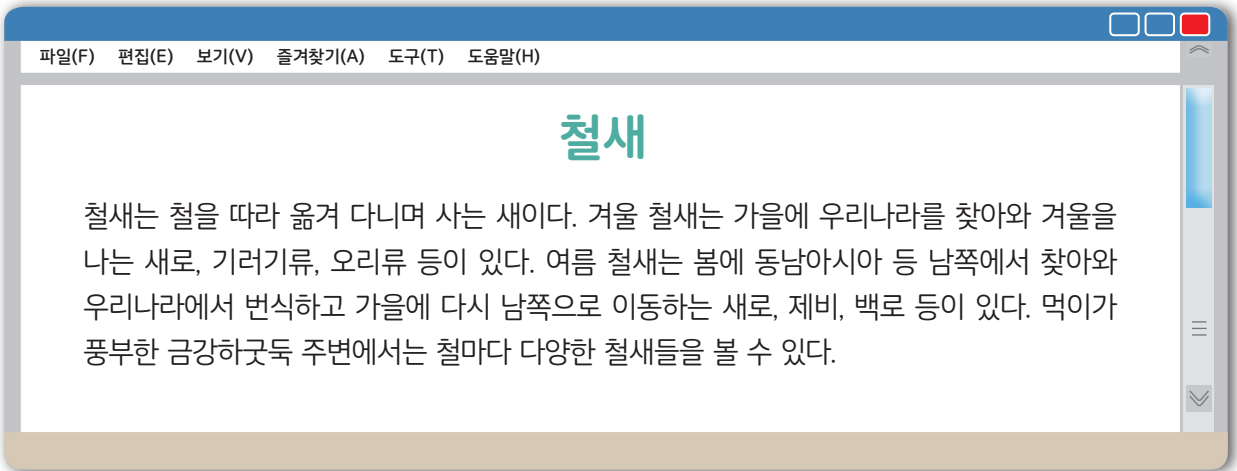 파일(F) 편집(E) 보기(V) 즐겨찾기(A) 도구(T) 도움말(H)
철새
철새는 철을 따라 옮겨 다니며 사는 새이다. 겨울 철새는 가을에 우리나라를 찾아와 겨울을
나는 새로, 기러기류, 오리류 등이 있다. 여름 철새는 봄에 동남아시아 등 남쪽에서 찾아와
우리나라에서 번식하고 가을에 다시 남쪽으로 이동하는 새로, 제비, 백로 등이 있다. 먹이가
풍부한 금강하굿둑 주변에서는 철마다 다양한 철새들을 볼 수 있다.